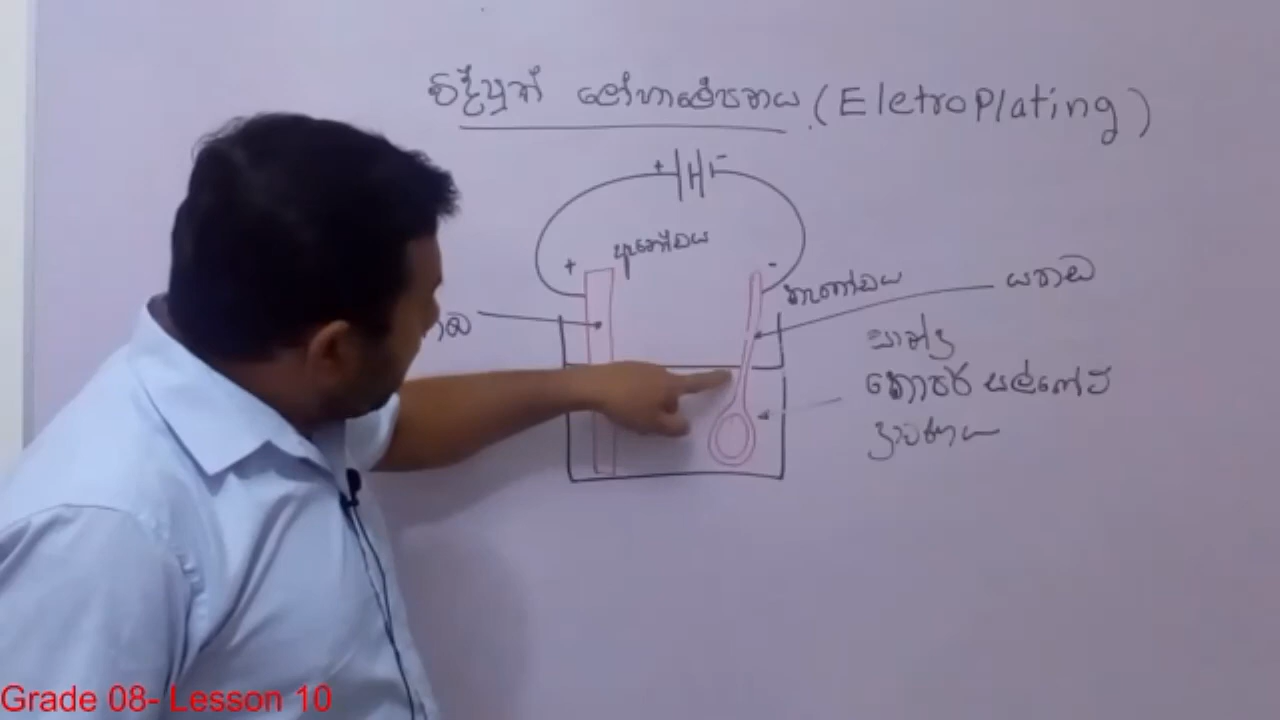 විද්යුත් ලෝහාලේපනය (EletroPlating)
+ -
ඇනෝඩය
+ -
කැතෝඩය
යකඩ
සාන්ද්‍ර
කොපර් සල්ෆේට්
ද්‍රාවණය
Grade 08- Lesson 10